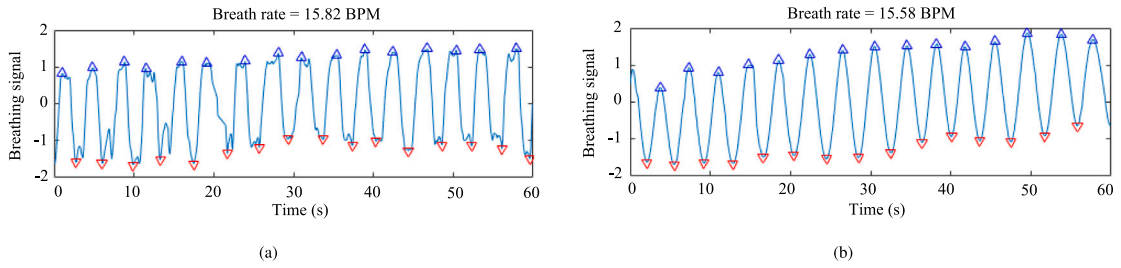 Breath rate = 15.82 BPM
Breathing signal
2
1
0
-1
-2
0 10 20 30 40 50 60
Time (s)
(a)
Breath rate = 15.58 BPM
Breathing signal
2
1
0
-1
-2
0 10 20 30 40 50 60
Time (s)
(b)